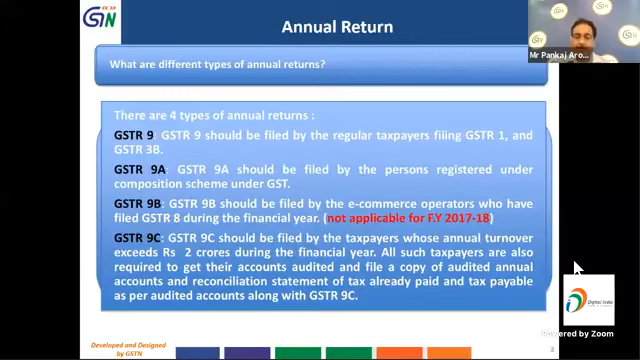 GSTN
Annual Return
Mr Pankaj Aro...
What are different types of annual returns?
There are 4 types of annual returns :
GSTR 9: GSTR 9 should be filed by the regular taxpayers filing GSTR 1, and
GSTR 3B.
GSTR 9A GSTR 9A should be filed by the persons registered under
composition scheme under GST.
GSTR 9B: GSTR 9B should be filed by the e-commerce operators who have
filed GSTR 8 during the financial year. (not applicable for F.Y 2017-18)
GSTR 9C: GSTR 9C should be filed by the taxpayers whose annual turnover
exceeds Rs 2 crores during the financial year. All such taxpayers are also
required to get their accounts audited and file a copy of audited annual
accounts and reconciliation statement of tax already paid and tax payable
as per audited accounts along with GSTR 9C.
Digital India
Powered by Zoom
Developed and Designed
by GSTN
3